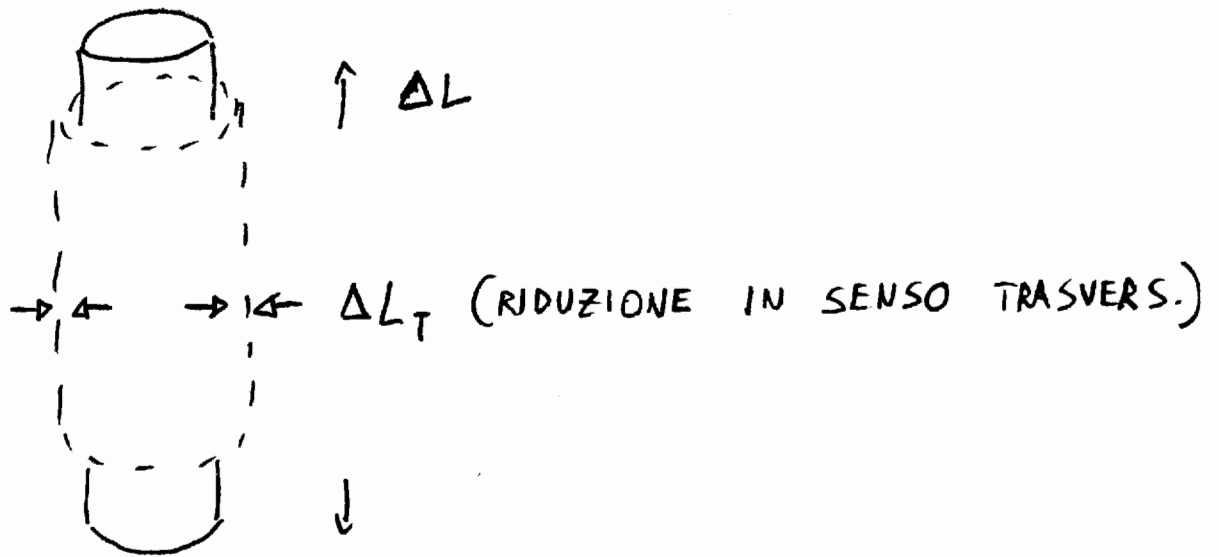 ΔL
ΔL_T (RIDUZIONE IN SENSO TRASVERS.)